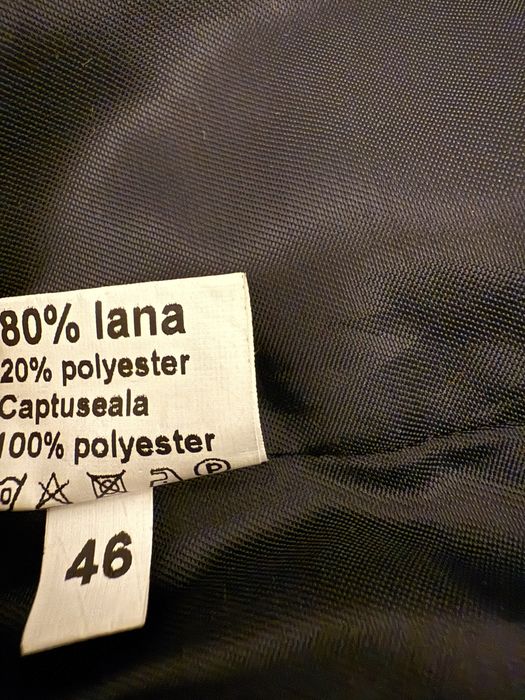 80% lana
20% polyester
Captuseala
100% polyester
P
46